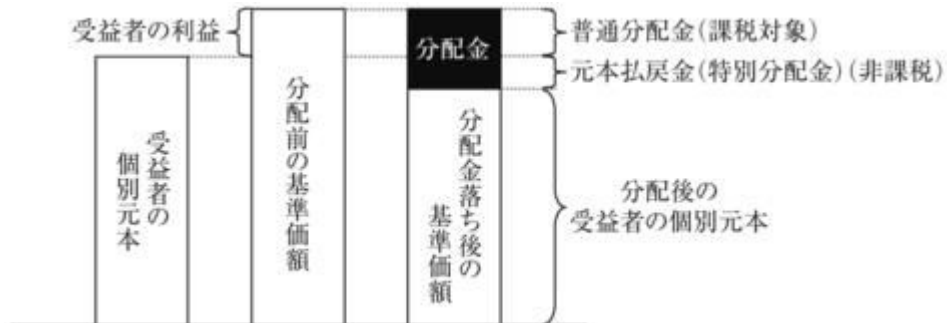 受益者の利益
分配金
普通分配金(課税対象)
元本払戻金(特別分配金)(非課税)
受益者の
個別元本
分配前の基準価額
分配金落ち後の
基準価額
分配後の
受益者の個別元本